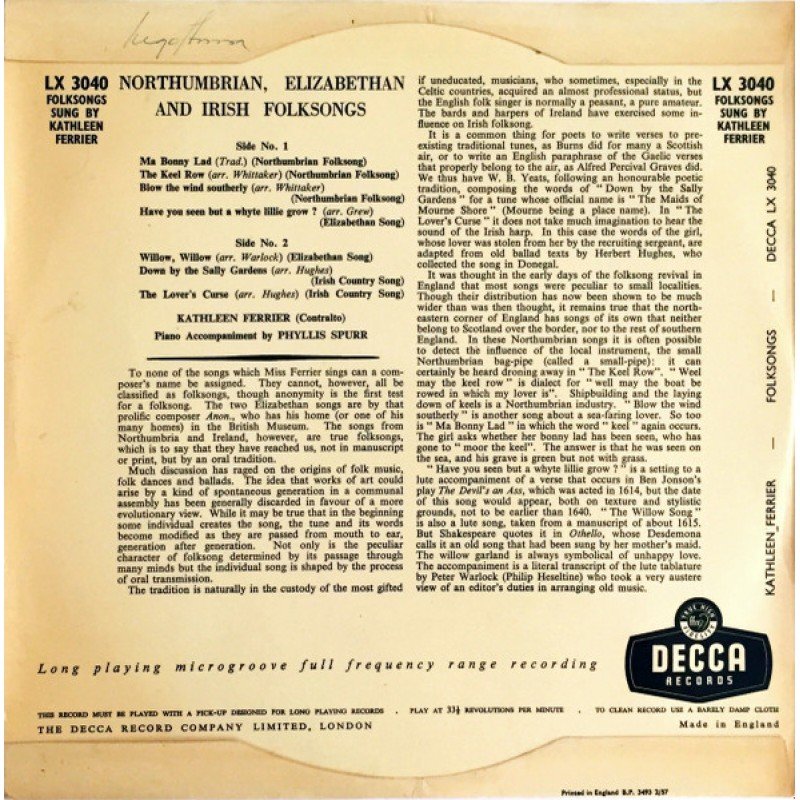 LX 3040
FOLKSONGS
SUNG BY
KATHLEEN
FERRIER
NORTHUMBRIAN, ELIZABETHAN
AND IRISH FOLKSONGS
Side No. 1
Ma Bonny Lad (Trad.) (Northumbrian Folksong)
The Keel Row (arr. Whittaker) (Northumbrian Folksong)
Blow the wind southerly (arr. Whittaker)
(Northumbrian Folksong)
Have you seen but a whyte lillie grow ? (arr. Grew)
(Elizabethan Song)
Side No. 2
Willow, Willow (arr. Warlock) (Elizabethan Song)
Down by the Sally Gardens (arr. Hughes)
(Irish Country Song)
The Lover's Curse (arr. Hughes) (Irish Country Song)
KATHLEEN FERRIER (Contralto)
Piano Accompaniment by PHYLLIS SPURR
To none of the songs which Miss Ferrier sings can a com-
poser's name be assigned. They cannot, however, all be
classified as folksongs, though anonymity is the first test
for a folksong. The two Elizabethan songs are by that
prolific composer Anon., who has his home (or one of his
many homes) in the British Museum. The songs from
Northumbria and Ireland, however, are true folksongs,
which is to say that they have reached us, not in manuscript
or print, but by an oral tradition.
Much discussion has raged on the origins of folk music,
folk dances and ballads. The idea that works of art could
arise by a kind of spontaneous generation in a communal
assembly has been generally discarded in favour of a more
evolutionary view. While it may be true that in the beginning
some individual creates the song, the tune and its words
become modified as they are passed from mouth to ear,
generation after generation. Not only is the peculiar
character of folksong determined by its passage through
many minds but the individual song is shaped by the process
of oral transmission.
The tradition is naturally in the custody of the most gifted
if uneducated, musicians, who sometimes, especially in the
Celtic countries, acquired an almost professional status, but
the English folk singer is normally a peasant, a pure amateur.
The bards and harpers of Ireland have exercised some in-
fluence on Irish folksong.
It is a common thing for poets to write verses to pre-
existing traditional tunes, as Burns did for many a Scottish
air, or to write an English paraphrase of the Gaelic verses
that properly belong to the air, as Alfred Percival Graves did.
We thus have W. B. Yeats, following an honourable poetic
tradition, composing the words of " Down by the Sally
Gardens " for a tune whose official name is " The Maids of
Mourne Shore " (Mourne being a place name). In " The
Lover's Curse " it does not take much imagination to hear the
sound of the Irish harp. In this case the words of the girl,
whose lover was stolen from her by the recruiting sergeant, are
adapted from old ballad texts by Herbert Hughes, who
collected the song in Donegal.
It was thought in the early days of the folksong revival in
England that most songs were peculiar to small localities.
Though their distribution has now been shown to be much
wider than was then thought, it remains true that the north-
eastern corner of England has songs of its own that neither
belong to Scotland over the border, nor to the rest of southern
England. In these Northumbrian songs it is often possible
to detect the influence of the local instrument, the small
Northumbrian bag-pipe (called a small-pipe): it can
certainly be heard droning away in " The Keel Row". "Weel
may the keel row " is dialect for " well may the boat be
rowed in which my lover is". Shipbuilding and the laying
down of keels is a Northumbrian industry. " Blow the wind
southerly " is another song about a sea-faring lover. So too
is " Ma Bonny Lad " in which the word " keel " again occurs.
The girl asks whether her bonny lad has been seen, who has
gone to " moor the keel". The answer is that he was seen on
the sea, and his grave is green but not with grass.
" Have you seen but a whyte lillie grow ? " is a setting to a
lute accompaniment of a verse that occurs in Ben Jonson's
play The Devil's an Ass, which was acted in 1614, but the date
of this song would appear, both on texture and stylistic
grounds, not to be earlier than 1640. " The Willow Song "
is also a lute song, taken from a manuscript of about 1615.
But Shakespeare quotes it in Othello, whose Desdemona
calls it an old song that had been sung by her mother's maid.
The willow garland is always symbolical of unhappy love.
The accompaniment is a literal transcript of the lute tablature
by Peter Warlock (Philip Heseltine) who took a very austere
view of an editor's duties in arranging old music.
LX 3040
FOLKSONGS
SUNG BY
KATHLEEN
FERRIER
KATHLEEN FERRIER — FOLKSONGS — DECCA LX 3040
DECCA
RECORDS
Long playing microgroove full frequency range recording
THIS RECORD MUST BE PLAYED WITH A PICK-UP DESIGNED FOR LONG PLAYING RECORDS . PLAY AT 33⅓ REVOLUTIONS PER MINUTE . TO CLEAN RECORD USE A BARELY DAMP CLOTH
THE DECCA RECORD COMPANY LIMITED, LONDON
Made in England
Printed in England B.P. 3493 2/57